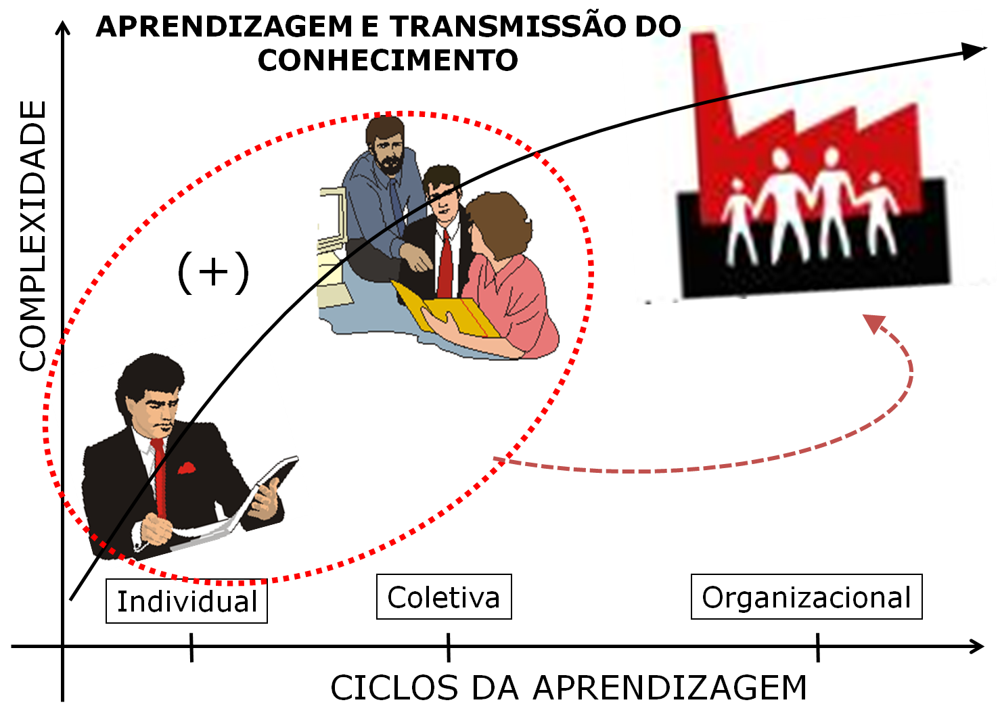 APRENDIZAGEM E TRANSMISSÃO DO
CONHECIMENTO
COMPLEXIDADE
(+)
Individual
Coletiva
Organizacional
CICLOS DA APRENDIZAGEM